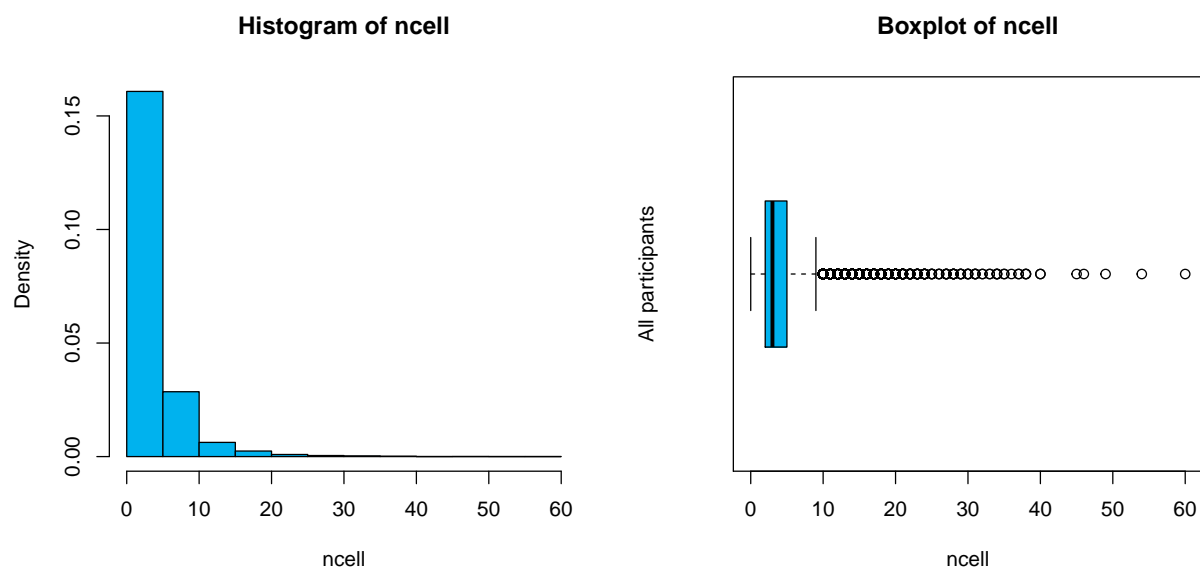 Histogram of ncell
Density
0.15
0.10
0.05
0.00
0 10 20 30 40 50 60
ncell
Boxplot of ncell
All participants
0 10 20 30 40 50 60
ncell